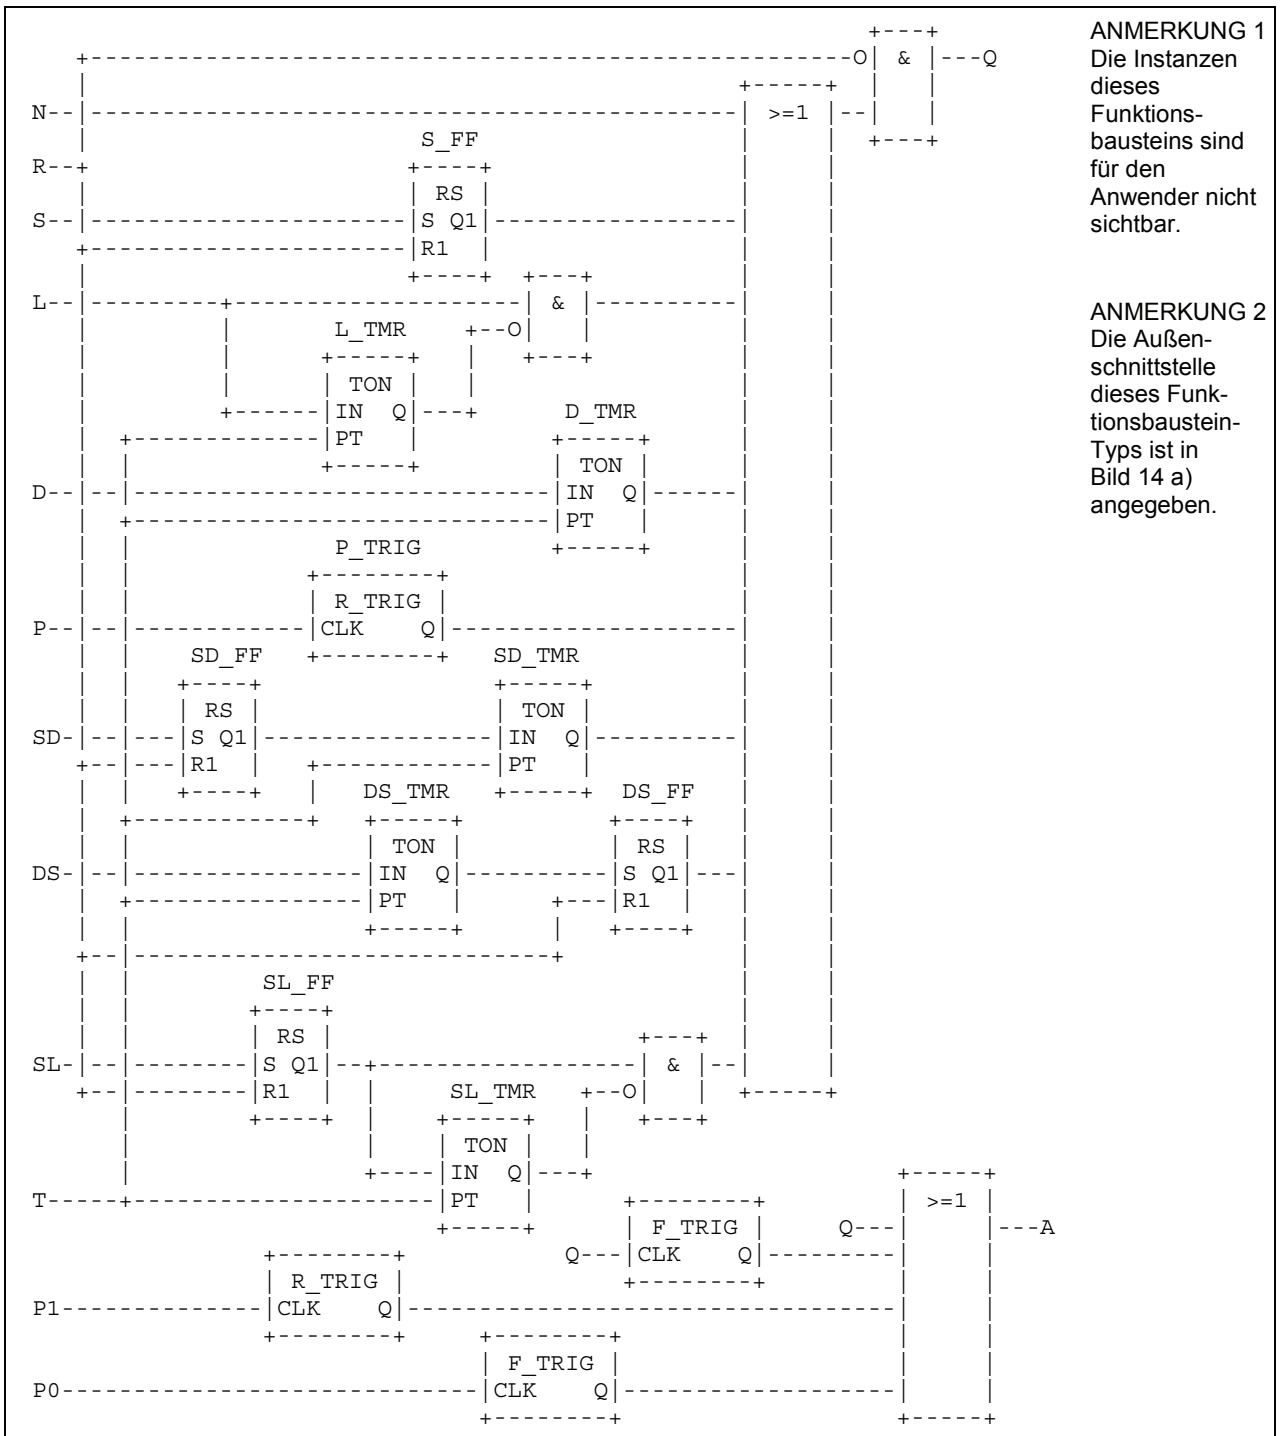 ANMERKUNG 1
Die Instanzen
dieses
Funktions-
bausteins sind
für den
Anwender nicht
sichtbar.
ANMERKUNG 2
Die Außen-
schnittstelle
dieses Funk-
tionsbaustein-
Typs ist in
Bild 14 a)
angegeben.
O & Q
N >=1
S_FF
R
RS
S S Q1
R1
L &
L_TMR O
TON
IN Q D_TMR
PT
TON
D IN Q
PT
P_TRIG
R_TRIG
P CLK Q
SD_FF SD_TMR
RS TON
SD S Q1 IN Q
R1 PT
DS_TMR DS_FF
TON RS
DS IN Q S Q1
PT R1
SL_FF
RS
SL S Q1 &
R1 SL_TMR O
TON
IN Q
T PT >=1
F_TRIG Q A
Q CLK Q
R_TRIG
P1 CLK Q
F_TRIG
P0 CLK Q